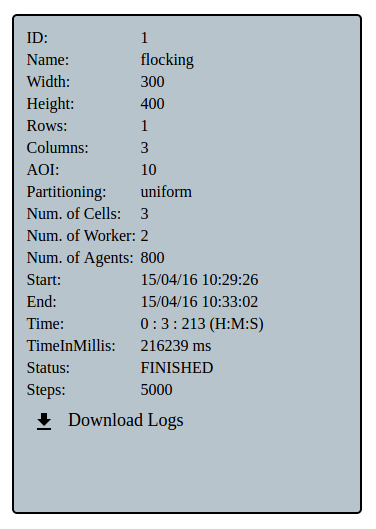 ID: 1
Name: flocking
Width: 300
Height: 400
Rows: 1
Columns: 3
AOI: 10
Partitioning: uniform
Num. of Cells: 3
Num. of Worker: 2
Num. of Agents: 800
Start: 15/04/16 10:29:26
End: 15/04/16 10:33:02
Time: 0 : 3 : 213 (H:M:S)
TimeInMillis: 216239 ms
Status: FINISHED
Steps: 5000
Download Logs